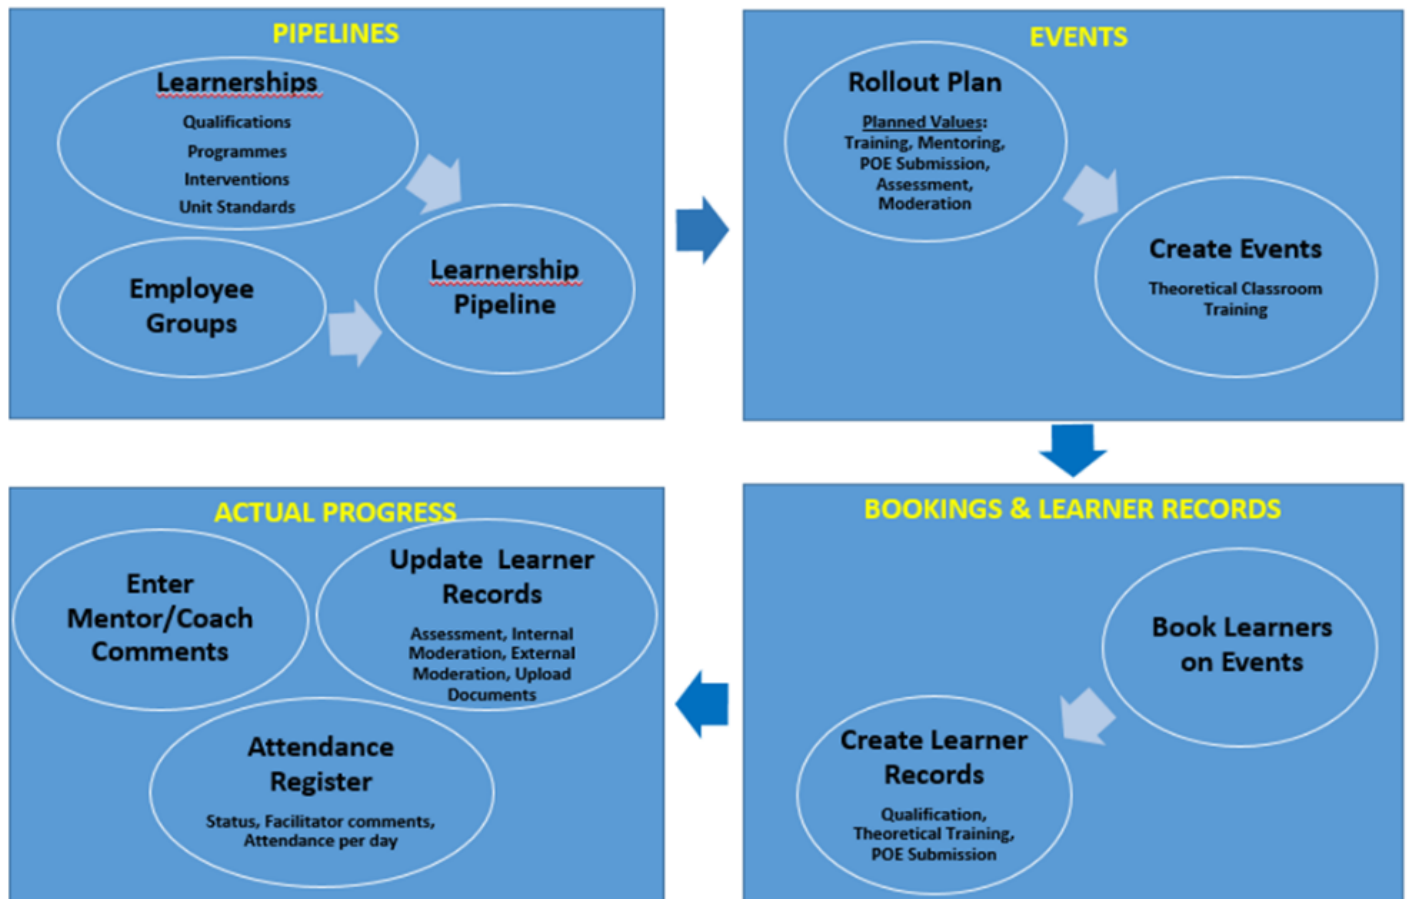 PIPELINES
Learnerships
Qualifications
Programmes
Interventions
Unit Standards
Employee
Groups
Learnership
Pipeline
EVENTS
Rollout Plan
Planned Values:
Training, Mentoring,
POE Submission,
Assessment,
Moderation
Create Events
Theoretical Classroom
Training
ACTUAL PROGRESS
Enter
Mentor/Coach
Comments
Update Learner
Records
Assessment, Internal
Moderation, External
Moderation, Upload
Documents
Attendance
Register
Status, Facilitator comments,
Attendance per day
BOOKINGS & LEARNER RECORDS
Book Learners
on Events
Create Learner
Records
Qualification,
Theoretical Training,
POE Submission